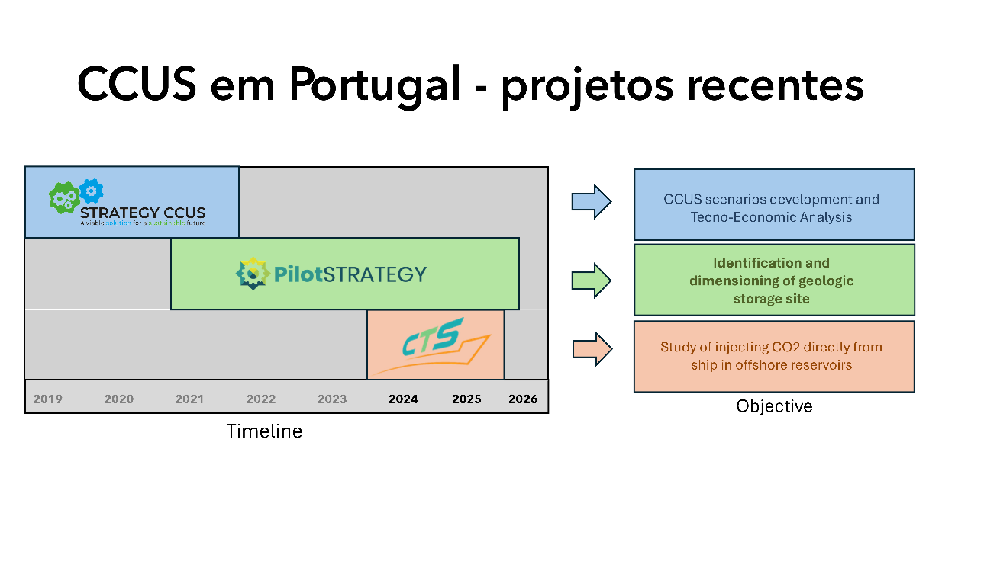 CCUS em Portugal - projetos recentes
STRATEGY CCUS
A viable solution for a sustainable future
PilotSTRATEGY
CTS
2019 2020 2021 2022 2023 2024 2025 2026
Timeline
CCUS scenarios development and
Tecno-Economic Analysis
Identification and
dimensioning of geologic
storage site
Study of injecting CO2 directly from
ship in offshore reservoirs
Objective